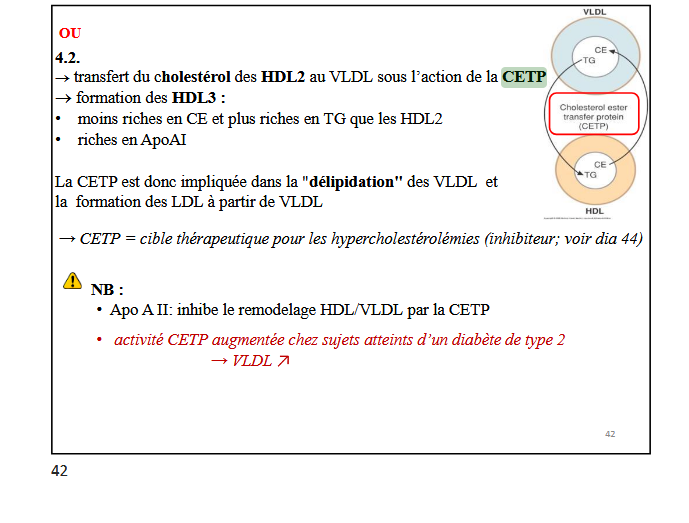 OU
4.2.
→ transfert du cholestérol des HDL2 au VLDL sous l'action de la CETP
→ formation des HDL3 :
• moins riches en CE et plus riches en TG que les HDL2
• riches en ApoAI
La CETP est donc impliquée dans la "délipidation" des VLDL et
la formation des LDL à partir de VLDL
VLDL
CE
TG
Cholesterol ester
transfer protein
(CETP)
CE
TG
HDL
→ CETP = cible thérapeutique pour les hypercholestérolémies (inhibiteur; voir dia 44)
NB :
• Apo A II: inhibe le remodelage HDL/VLDL par la CETP
• activité CETP augmentée chez sujets atteints d'un diabète de type 2
→ VLDL ↗
42
42